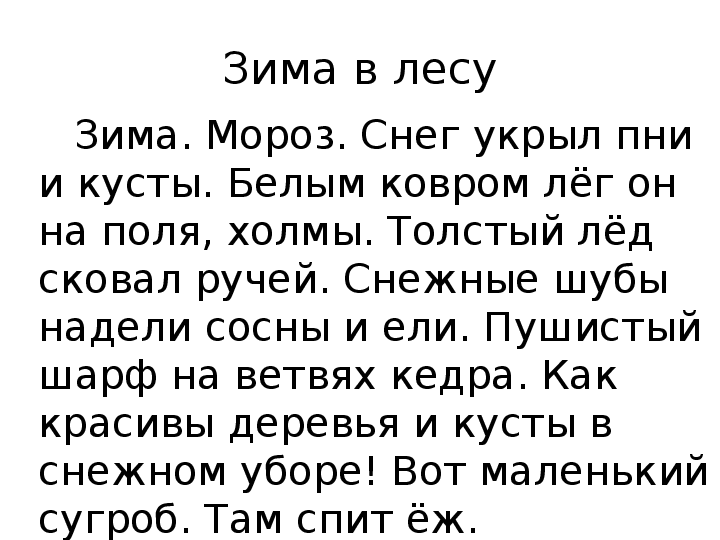 Зима в лесу
Зима. Мороз. Снег укрыл пни
и кусты. Белым ковром лёг он
на поля, холмы. Толстый лёд
сковал ручей. Снежные шубы
надели сосны и ели. Пушистый
шарф на ветвях кедра. Как
красивы деревья и кусты в
снежном уборе! Вот маленький
сугроб. Там спит ёж.